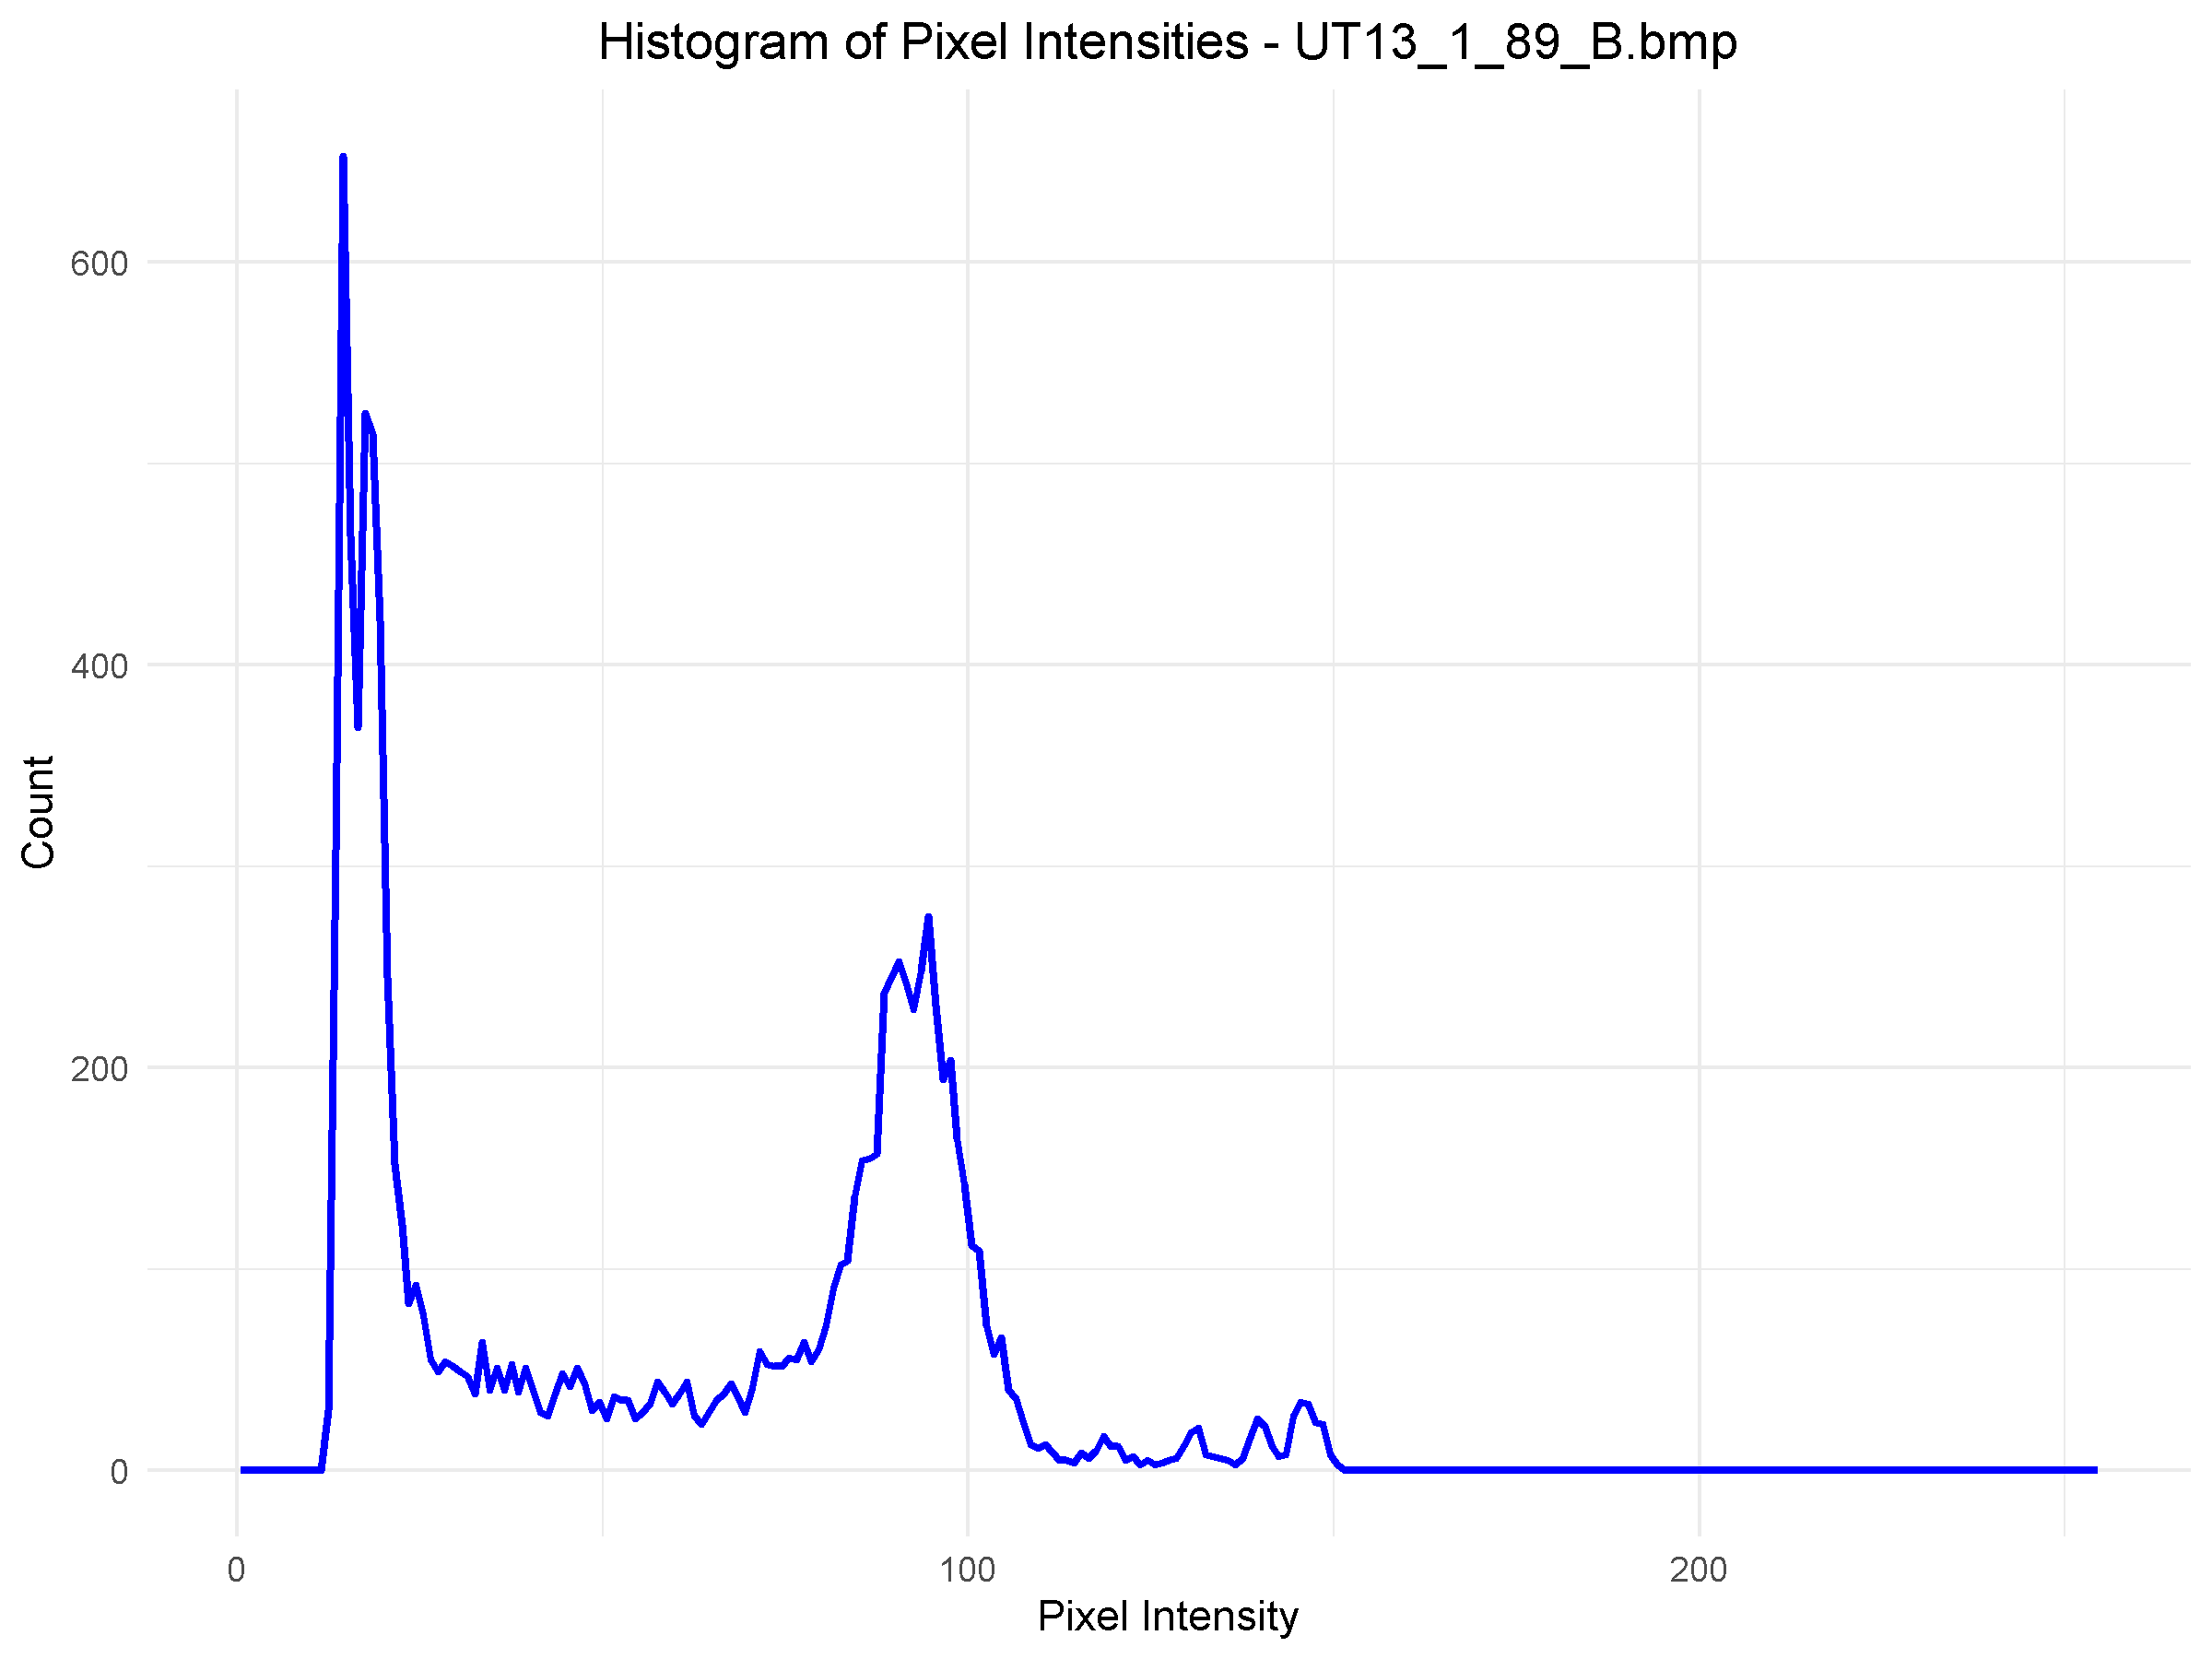 Histogram of Pixel Intensities - UT13_1_89_B.bmp
600
400
200
0
Count
0 100 200
Pixel Intensity